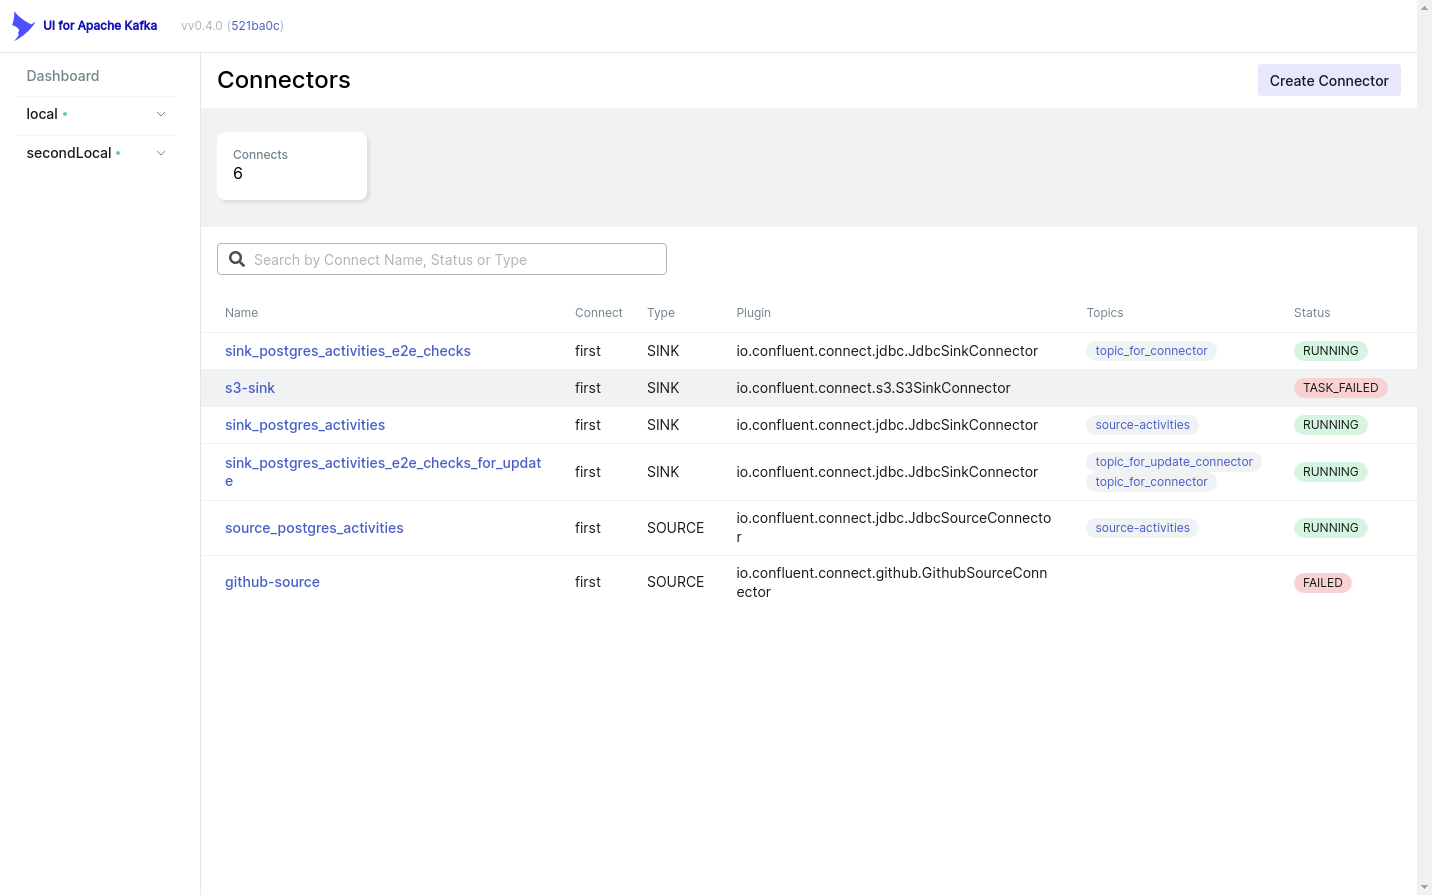 UI for Apache Kafka
vv0.4.0 (521ba0c)
Dashboard
local
secondLocal
Connectors
Create Connector
Connects
6
Search by Connect Name, Status or Type
Name Connect Type Plugin Topics Status
sink_postgres_activities_e2e_checks first SINK io.confluent.connect.jdbc.JdbcSinkConnector topic_for_connector RUNNING
s3-sink first SINK io.confluent.connect.s3.S3SinkConnector TASK_FAILED
sink_postgres_activities first SINK io.confluent.connect.jdbc.JdbcSinkConnector source-activities RUNNING
sink_postgres_activities_e2e_checks_for_updat
e
first SINK io.confluent.connect.jdbc.JdbcSinkConnector
topic_for_update_connector
topic_for_connector
RUNNING
source_postgres_activities first SOURCE
io.confluent.connect.jdbc.JdbcSourceConnecto
r
source-activities RUNNING
github-source first SOURCE
io.confluent.connect.github.GithubSourceConn
ector
FAILED